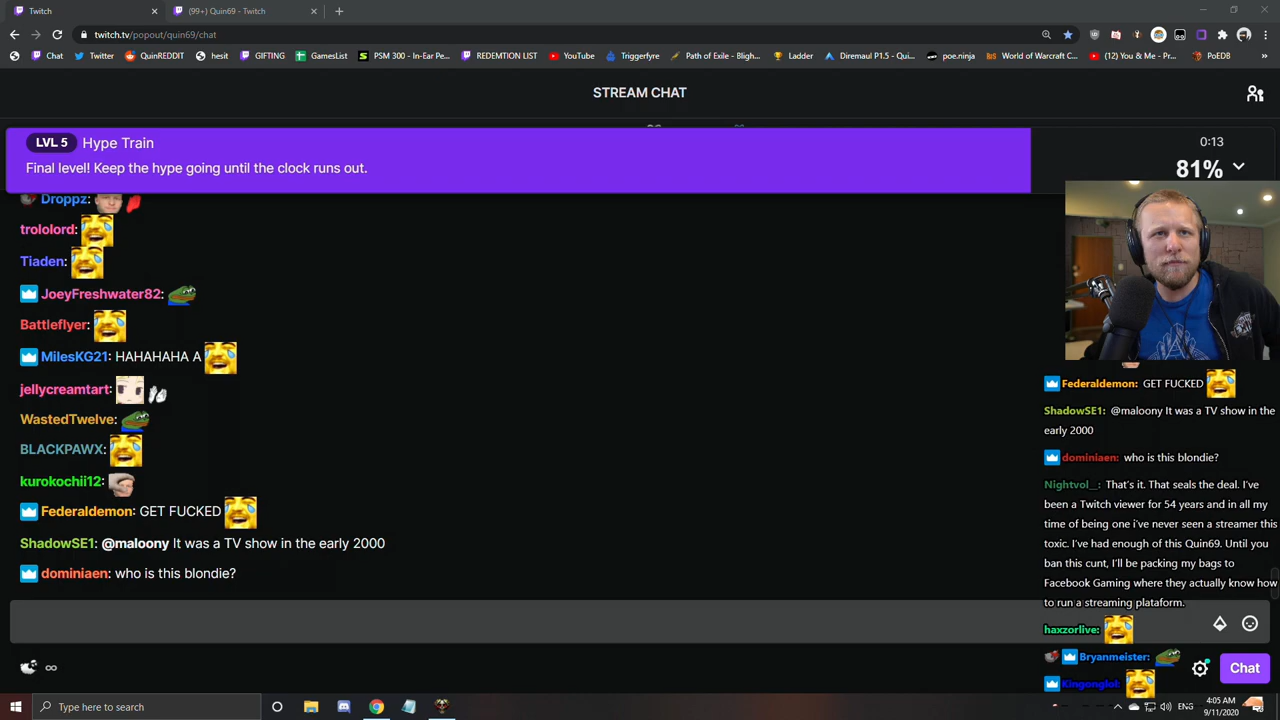 Twitch
(99+) Quin69 - Twitch
twitch.tv/popout/quin69/chat
Chat
Twitter
QuinREDDIT
hesit
GIFTING
GamesList
PSM 300 - In-Ear Pe...
REDEMTION LIST
YouTube
Triggerfyre
Path of Exile - Bligh...
Ladder
Diremaul P1.5 - Qui...
poe.ninja
World of Warcraft C...
(12) You & Me - Pr...
PoEDB
STREAM CHAT
LVL 5 Hype Train
Final level! Keep the hype going until the clock runs out.
0:13
81%
Droppz:
trololord:
Tiaden:
JoeyFreshwater82:
Battleflyer:
MilesKG21: HAHAHAHA A
jellycreamtart:
WastedTwelve:
BLACKPAWX:
kurokochii12:
Federaldemon: GET FUCKED
ShadowSE1: @maloony It was a TV show in the early 2000
dominiaen: who is this blondie?
Federaldemon: GET FUCKED
ShadowSE1: @maloony It was a TV show in the
early 2000
dominiaen: who is this blondie?
Nightvol__: That's it. That seals the deal. I've
been a Twitch viewer for 54 years and in all my
time of being one i've never seen a streamer this
toxic. I've had enough of this Quin69. Until you
ban this cunt, I'll be packing my bags to
Facebook Gaming where they actually know how
to run a streaming plataform.
haxzorlive:
Bryanmeister:
Kingonglol:
Chat
Type here to search
ENG
4:05 AM
9/11/2020